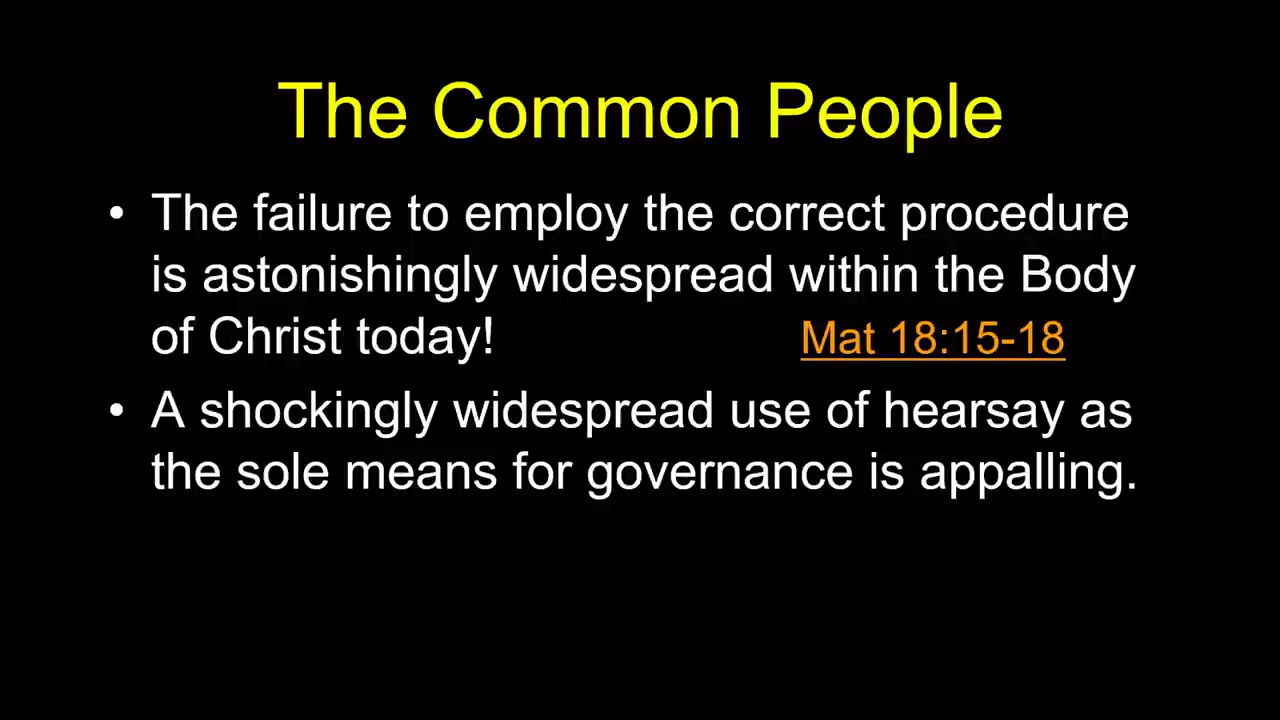 The Common People
• The failure to employ the correct procedure
is astonishingly widespread within the Body
of Christ today! Mat 18:15-18
• A shockingly widespread use of hearsay as
the sole means for governance is appalling.